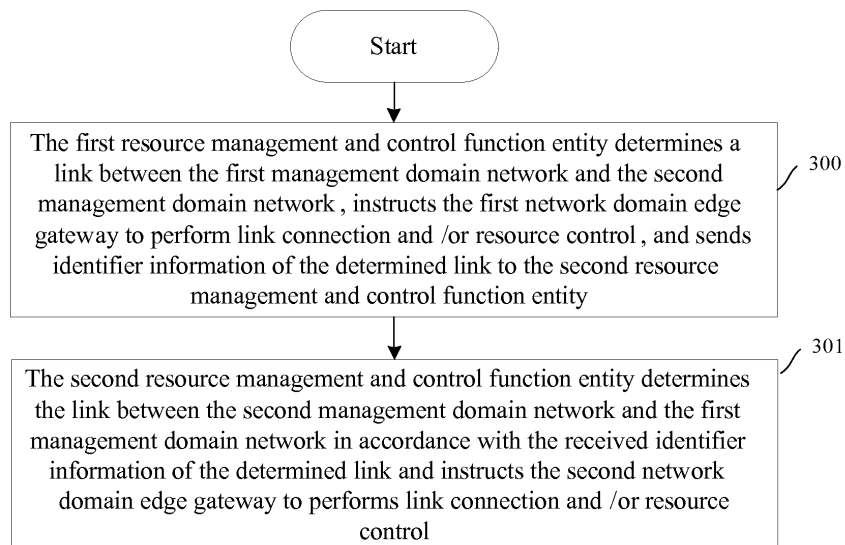 Start
The first resource management and control function entity determines a
link between the first management domain network and the second
management domain network , instructs the first network domain edge
gateway to perform link connection and /or resource control , and sends
identifier information of the determined link to the second resource
management and control function entity
300
The second resource management and control function entity determines
the link between the second management domain network and the first
management domain network in accordance with the received identifier
information of the determined link and instructs the second network
domain edge gateway to performs link connection and /or resource
control
301